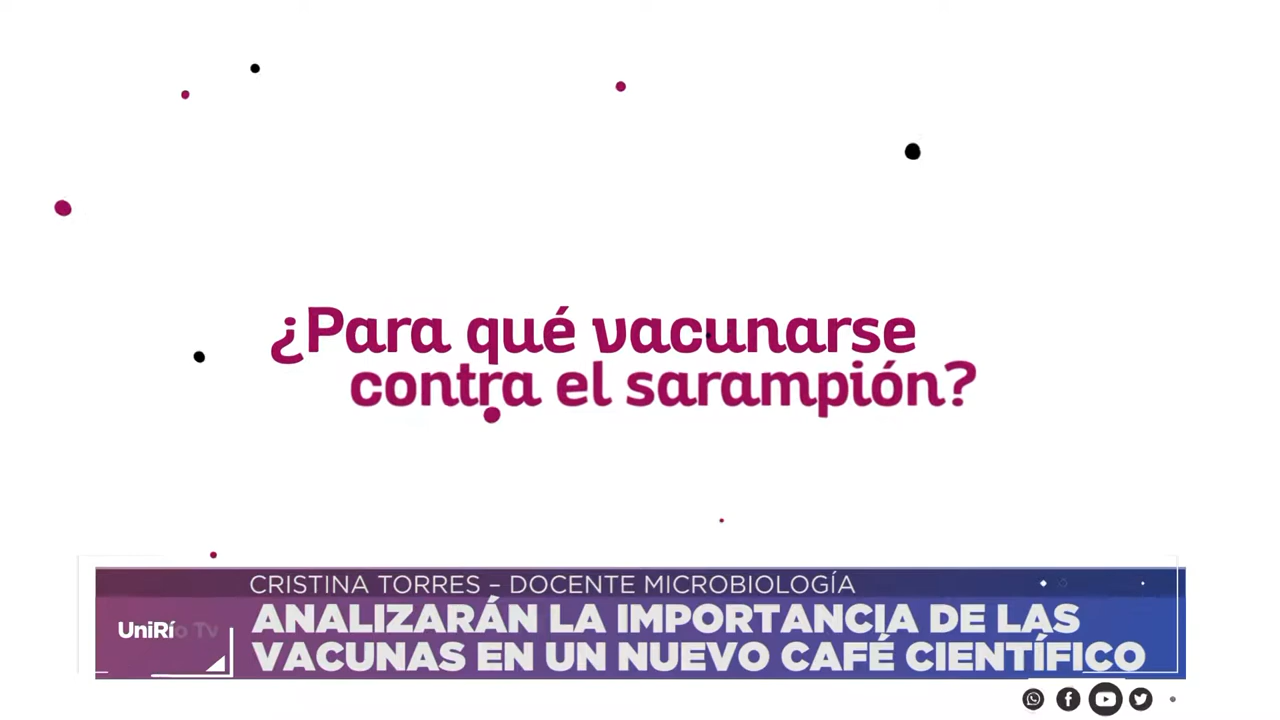 ¿Para qué vacunarse
contra el sarampión?
CRISTINA TORRES – DOCENTE MICROBIOLOGÍA
UniRío Tv
ANALIZARÁN LA IMPORTANCIA DE LAS
VACUNAS EN UN NUEVO CAFÉ CIENTÍFICO